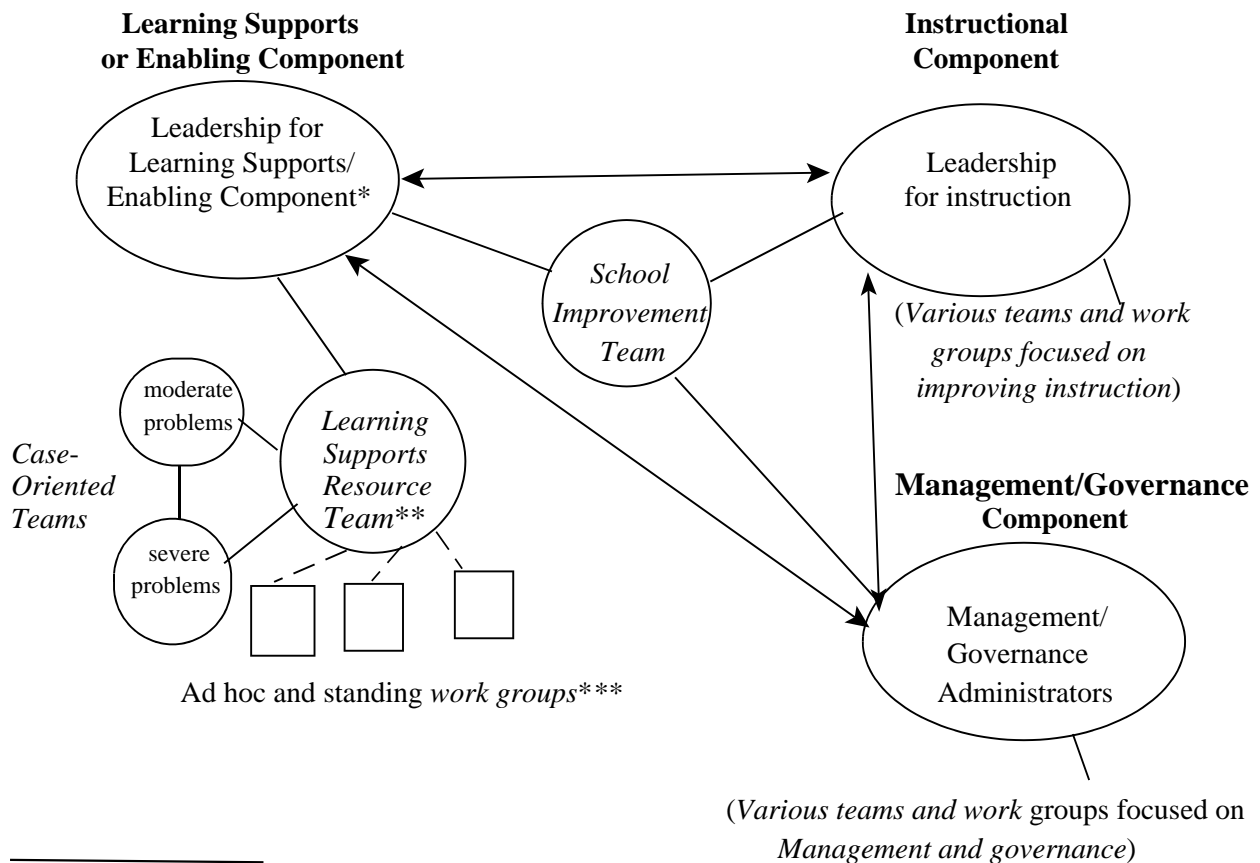 Learning Supports
or Enabling Component
Instructional
Component
Leadership for
Learning Supports/
Enabling Component*
Leadership
for instruction
School
Improvement
Team
(Various teams and work
groups focused on
improving instruction)
moderate
problems
Learning
Supports
Resource
Team**
Case-
Oriented
Teams
severe
problems
Management/Governance
Component
Management/
Governance
Administrators
Ad hoc and standing work groups***
(Various teams and work groups focused on
Management and governance)